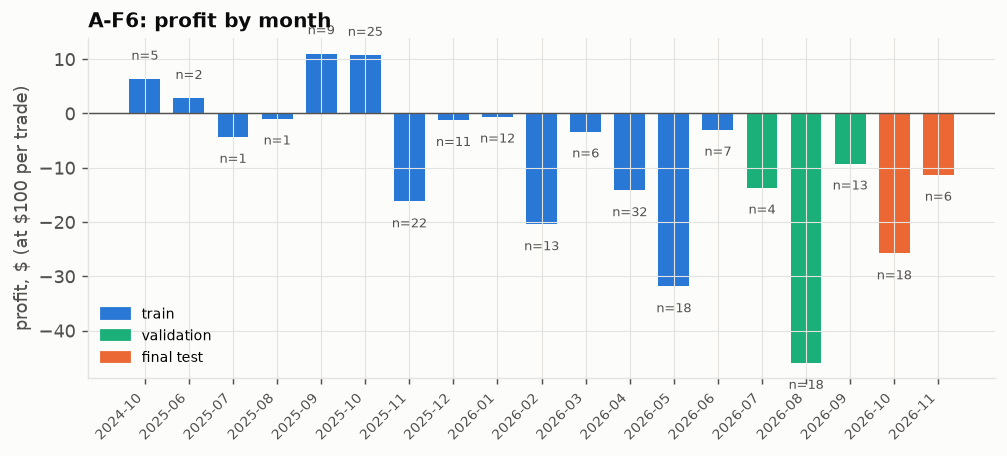 A-F6: profit by month
profit, $ (at $100 per trade)
10
0
−10
−20
−30
−40
n=5
n=2
n=1
n=1
n=9
n=25
n=22
n=11
n=12
n=13
n=6
n=32
n=18
n=7
n=4
n=18
n=13
n=18
n=6
train
validation
final test
2024-10
2025-06
2025-07
2025-08
2025-09
2025-10
2025-11
2025-12
2026-01
2026-02
2026-03
2026-04
2026-05
2026-06
2026-07
2026-08
2026-09
2026-10
2026-11